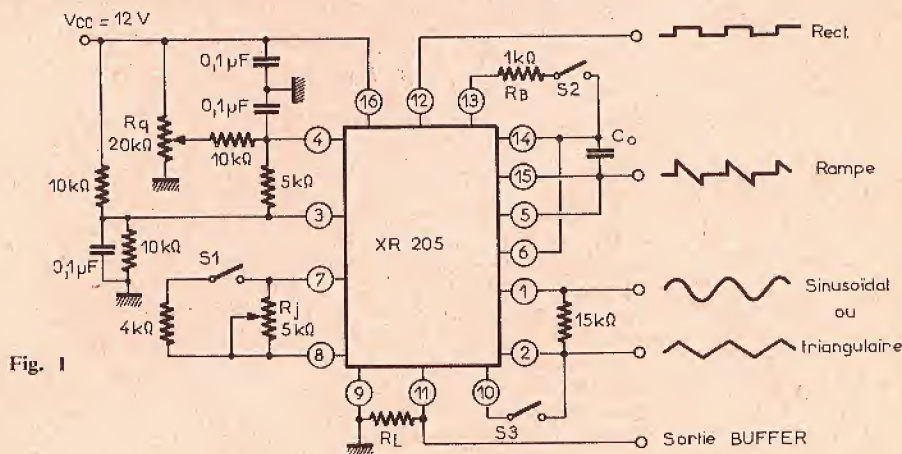 VCC = 12 V
0,1µF
0,1µF
Rq
20kΩ
10kΩ
10kΩ
5kΩ
0,1µF
10kΩ
S1
4kΩ
Rj
5kΩ
16
12
13
4
3
7
8
9
11
10
14
15
5
6
1
2
XR 205
1kΩ
RB
S2
Co
15kΩ
S3
RL
Rect.
Rampe
Sinusoïdal
ou
triangulaire
Sortie BUFFER
Fig. 1